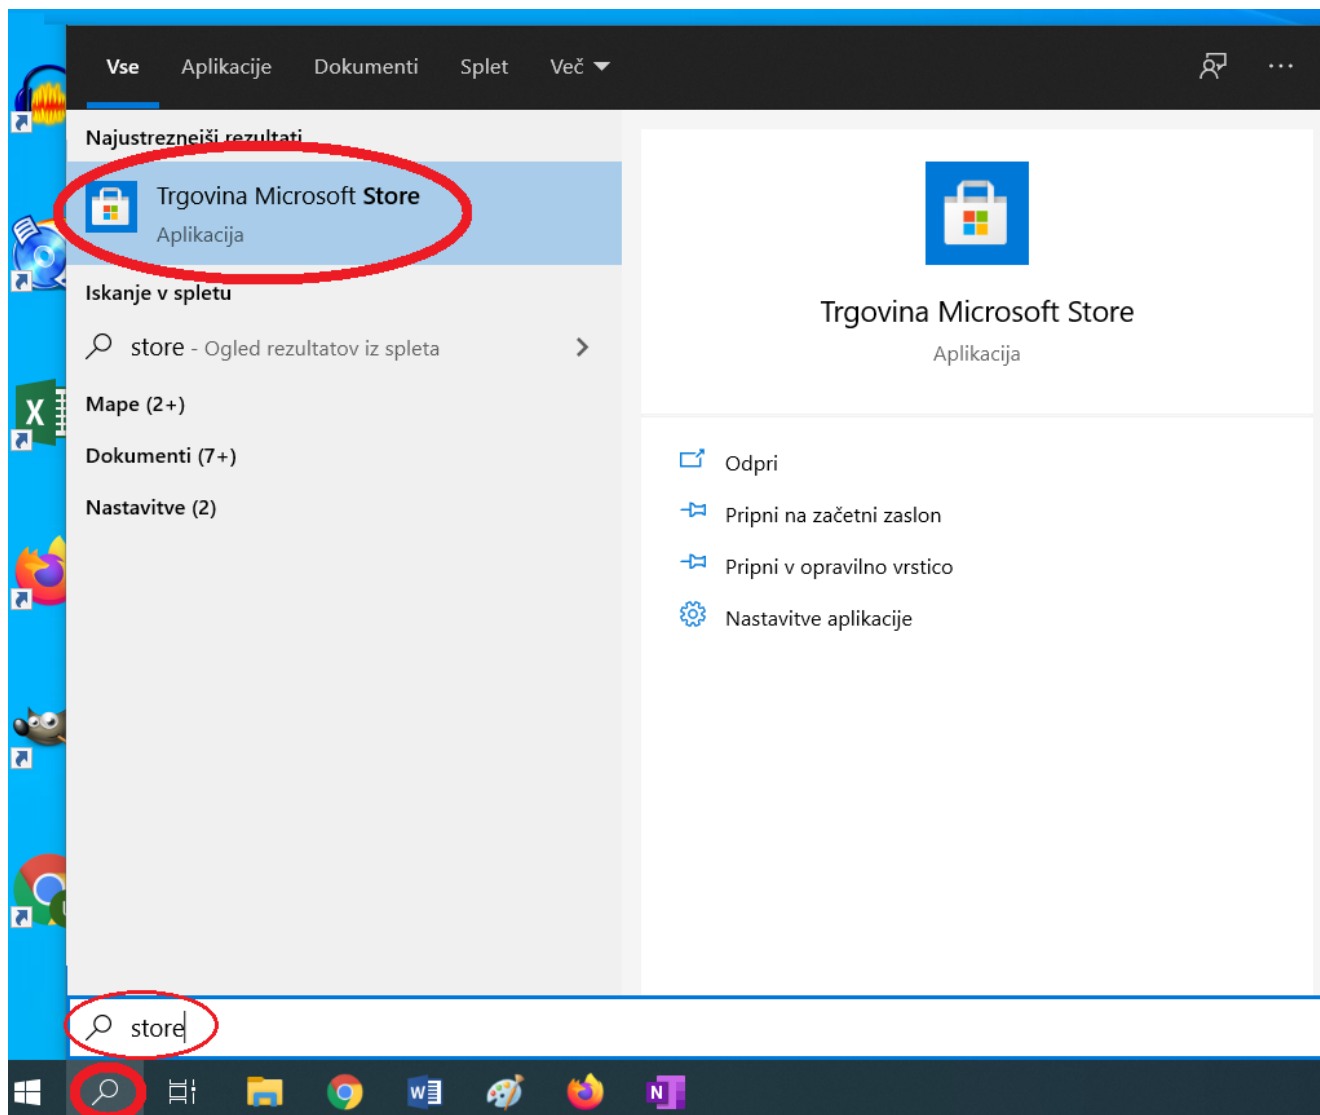 Vse Aplikacije Dokumenti Splet Več
Najustreznejši rezultati
Trgovina Microsoft Store
Aplikacija
Iskanje v spletu
store - Ogled rezultatov iz spleta
Mape (2+)
Dokumenti (7+)
Nastavitve (2)
Trgovina Microsoft Store
Aplikacija
Odpri
Pripni na začetni zaslon
Pripni v opravilno vrstico
Nastavitve aplikacije
store